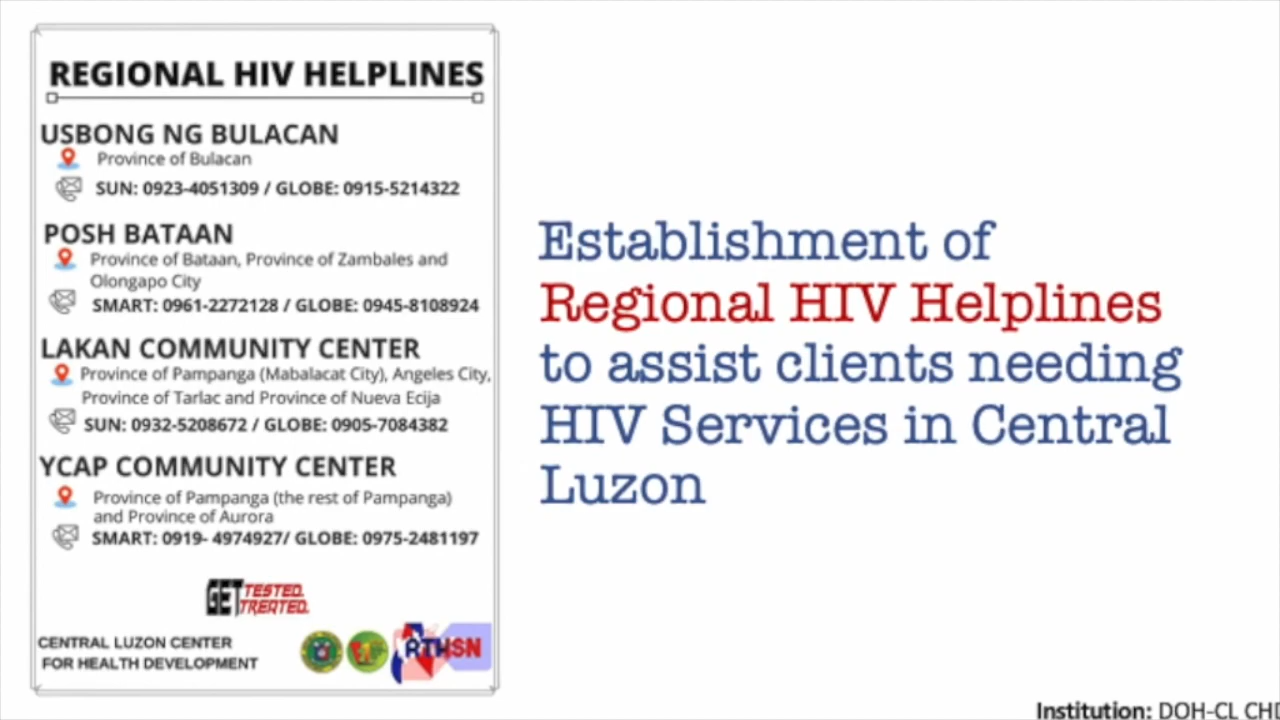 REGIONAL HIV HELPLINES
USBONG NG BULACAN
Province of Bulacan
SUN: 0923-4051309 / GLOBE: 0915-5214322
POSH BATAAN
Province of Bataan, Province of Zambales and
Olongapo City
SMART: 0961-2272128 / GLOBE: 0945-8108924
LAKAN COMMUNITY CENTER
Province of Pampanga (Mabalacat City), Angeles City,
Province of Tarlac and Province of Nueva Ecija
SUN: 0932-5208672 / GLOBE: 0905-7084382
YCAP COMMUNITY CENTER
Province of Pampanga (the rest of Pampanga)
and Province of Aurora
SMART: 0919- 4974927/ GLOBE: 0975-2481197
GET TESTED.
TREATED.
CENTRAL LUZON CENTER
FOR HEALTH DEVELOPMENT
RTHSN
Establishment of
Regional HIV Helplines
to assist clients needing
HIV Services in Central
Luzon
Institution: DOH-CL CHD